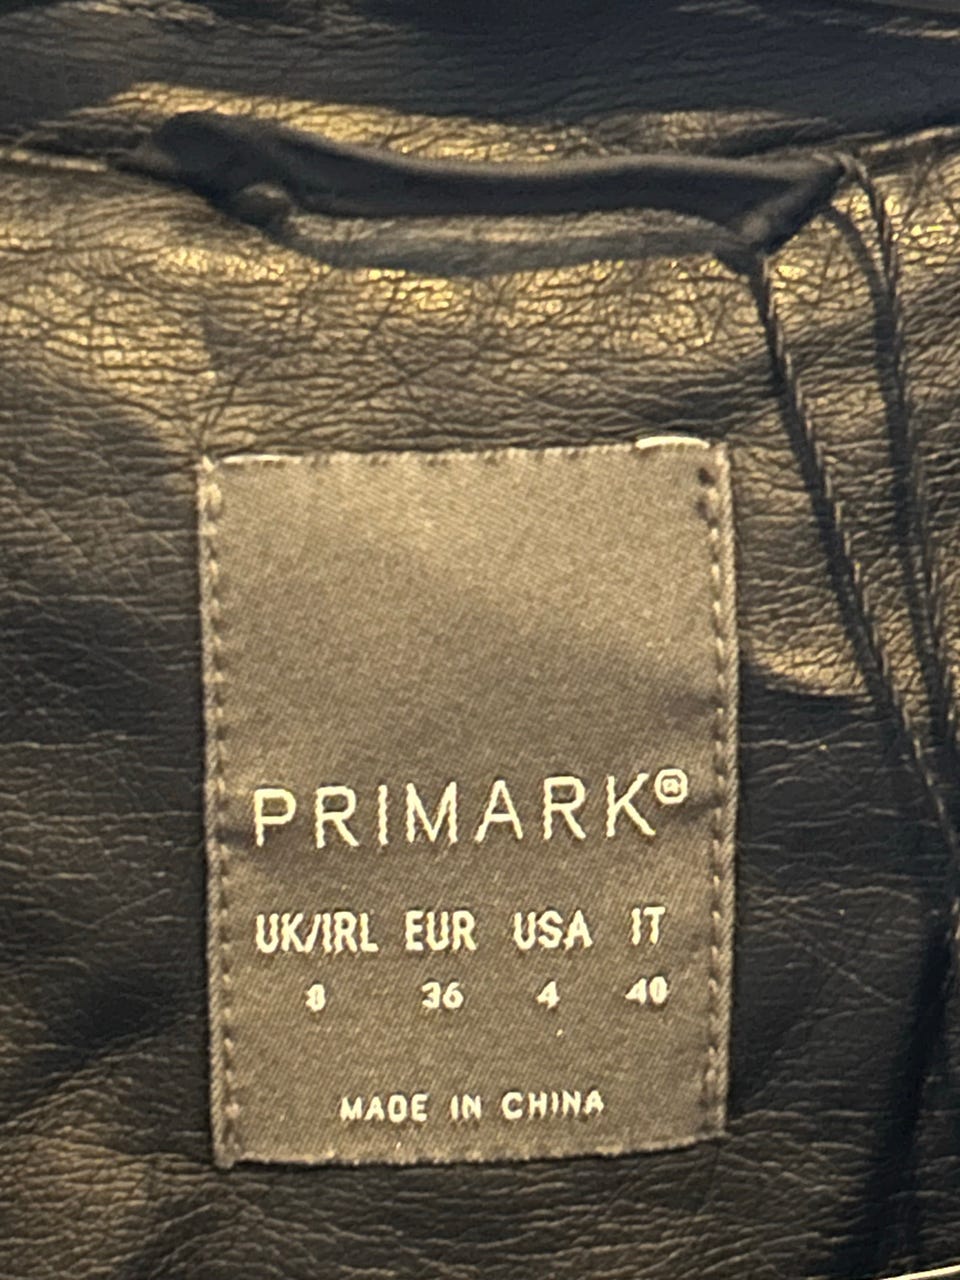 PRIMARK®
UK/IRL EUR USA IT
8 36 4 40
MADE IN CHINA